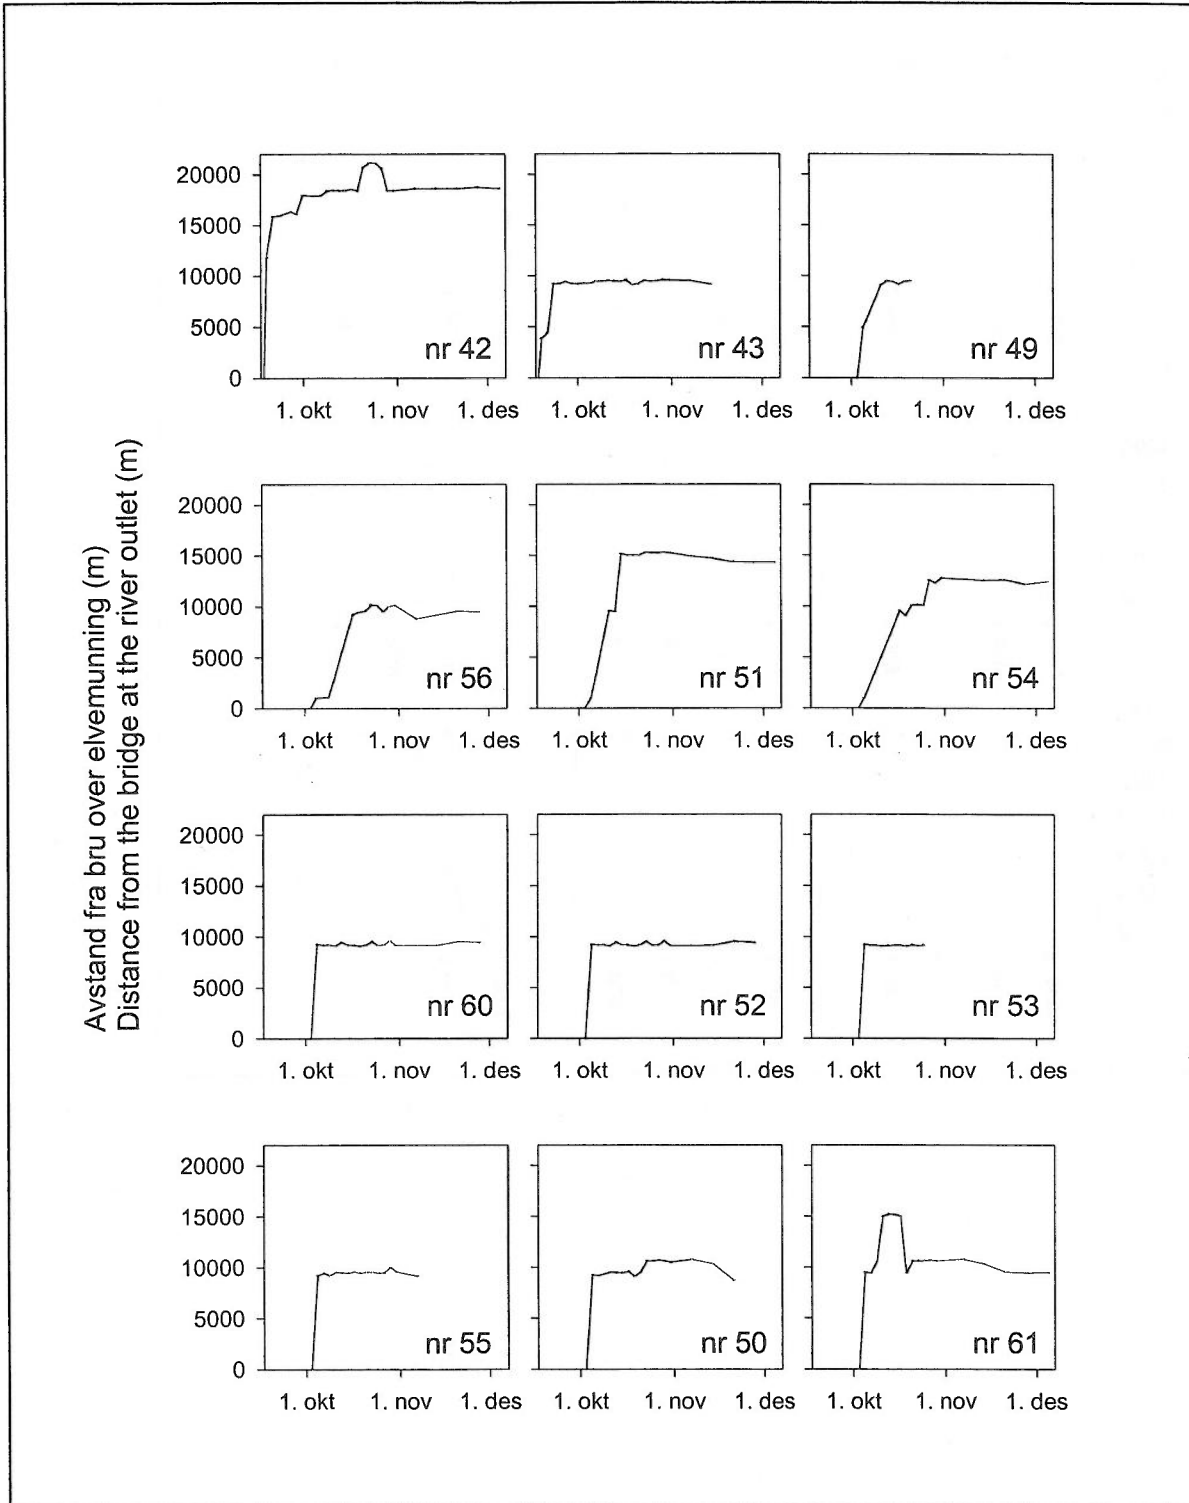 Avstand fra bru over elvemunning (m)
Distance from the bridge at the river outlet (m)
20000
15000
10000
5000
0
nr 42
nr 43
nr 49
1. okt 1. nov 1. des 1. okt 1. nov 1. des 1. okt 1. nov 1. des
20000
15000
10000
5000
0
nr 56
nr 51
nr 54
1. okt 1. nov 1. des 1. okt 1. nov 1. des 1. okt 1. nov 1. des
20000
15000
10000
5000
0
nr 60
nr 52
nr 53
1. okt 1. nov 1. des 1. okt 1. nov 1. des 1. okt 1. nov 1. des
20000
15000
10000
5000
0
nr 55
nr 50
nr 61
1. okt 1. nov 1. des 1. okt 1. nov 1. des 1. okt 1. nov 1. des